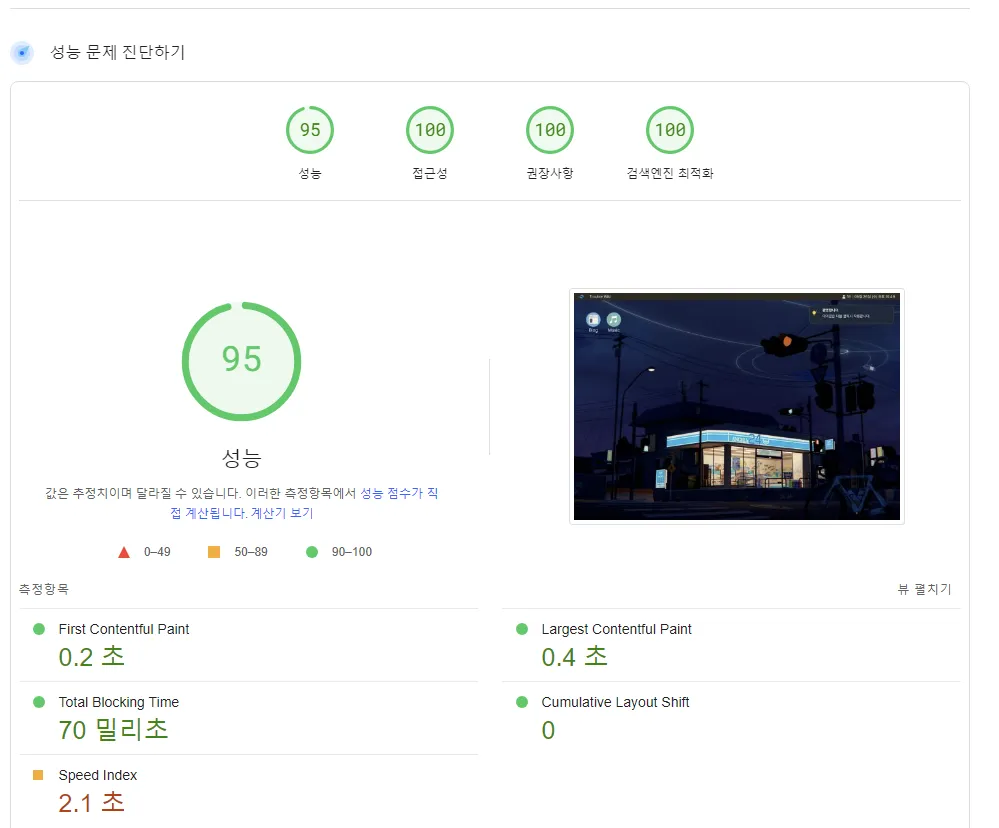 성능 문제 진단하기
95
100
100
100
성능
접근성
권장사항
검색엔진 최적화
95
성능
값은 추정치이며 달라질 수 있습니다. 이러한 측정항목에서 성능 점수가 직
접 계산됩니다. 계산기 보기
0–49
50–89
90–100
Blog
Music
측정항목
뷰 펼치기
First Contentful Paint
0.2 초
Largest Contentful Paint
0.4 초
Total Blocking Time
70 밀리초
Cumulative Layout Shift
0
Speed Index
2.1 초